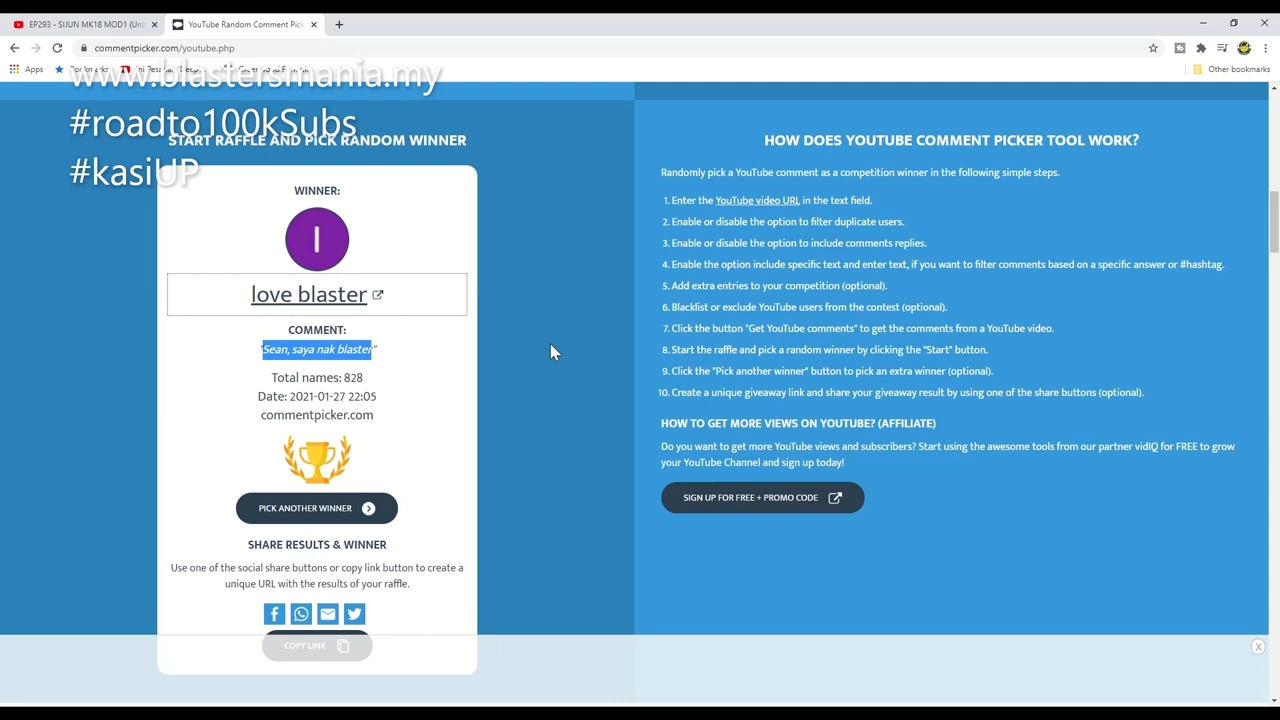 EP293 - SIJUN MK18 MOD1 (Un
YouTube Random Comment Pick
commentpicker.com/youtube.php
Apps
Other bookmarks
www.blastersmania.my
#roadto100kSubs
#kasiUP
START RAFFLE AND PICK RANDOM WINNER
WINNER:
I
love blaster
COMMENT:
"Sean, saya nak blaster"
Total names: 828
Date: 2021-01-27 22:05
commentpicker.com
PICK ANOTHER WINNER
SHARE RESULTS & WINNER
Use one of the social share buttons or copy link button to create a
unique URL with the results of your raffle.
COPY LINK
HOW DOES YOUTUBE COMMENT PICKER TOOL WORK?
Randomly pick a YouTube comment as a competition winner in the following simple steps.
1. Enter the YouTube video URL in the text field.
2. Enable or disable the option to filter duplicate users.
3. Enable or disable the option to include comments replies.
4. Enable the option include specific text and enter text, if you want to filter comments based on a specific answer or #hashtag.
5. Add extra entries to your competition (optional).
6. Blacklist or exclude YouTube users from the contest (optional).
7. Click the button "Get YouTube comments" to get the comments from a YouTube video.
8. Start the raffle and pick a random winner by clicking the "Start" button.
9. Click the "Pick another winner" button to pick an extra winner (optional).
10. Create a unique giveaway link and share your giveaway result by using one of the share buttons (optional).
HOW TO GET MORE VIEWS ON YOUTUBE? (AFFILIATE)
Do you want to get more YouTube views and subscribers? Start using the awesome tools from our partner vidIQ for FREE to grow
your YouTube Channel and sign up today!
SIGN UP FOR FREE + PROMO CODE
X